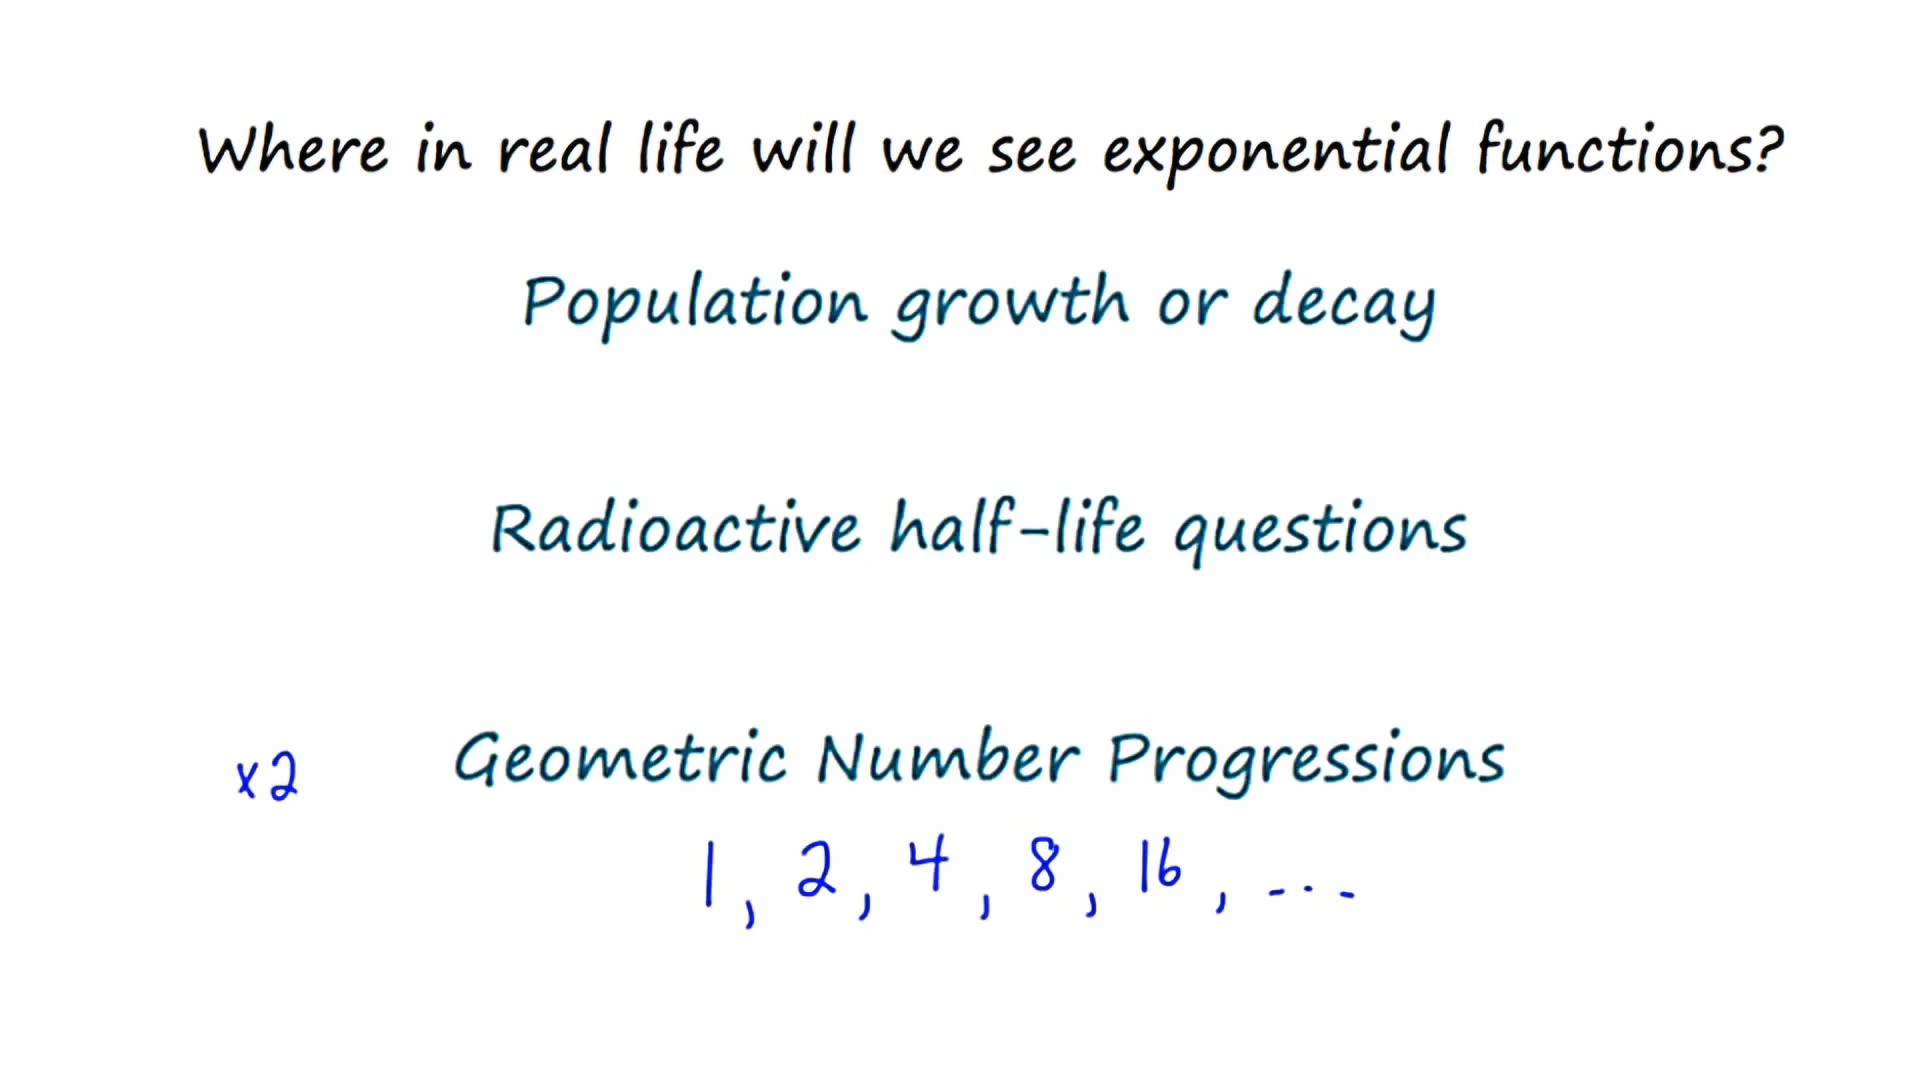 Where in real life will we see exponential functions?
Population growth or decay
Radioactive half-life questions
x2 Geometric Number Progressions
1, 2, 4, 8, 16, ...